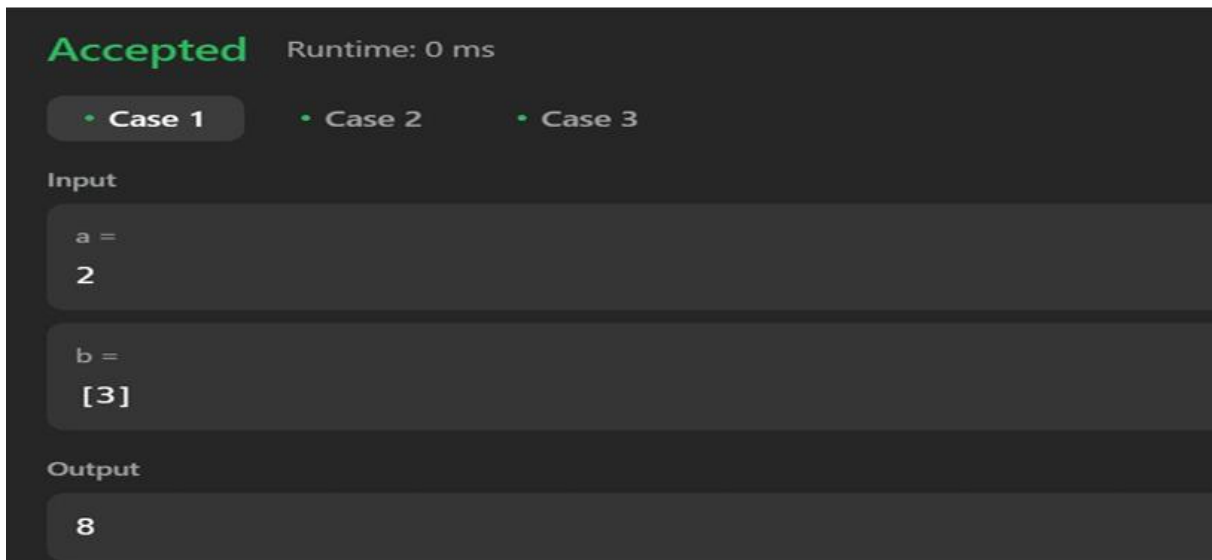 Accepted Runtime: 0 ms
• Case 1 • Case 2 • Case 3
Input
a =
2
b =
[3]
Output
8